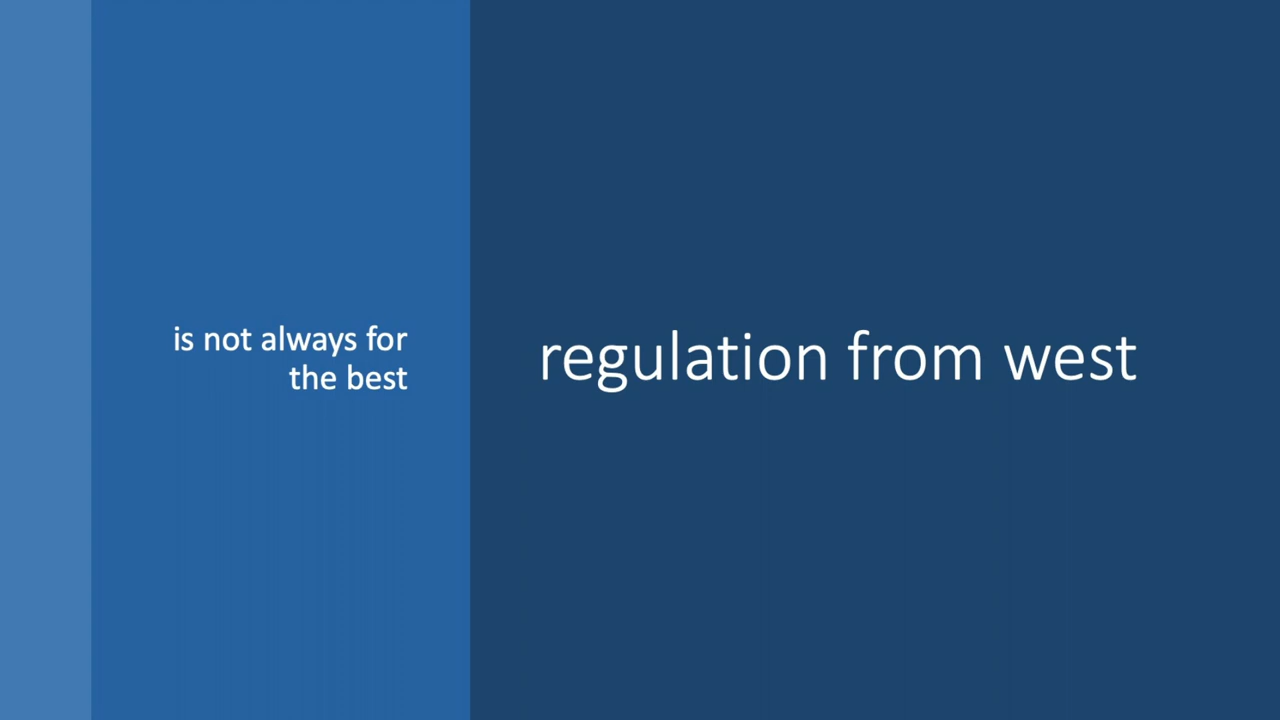 regulation from west
is not always for
the best